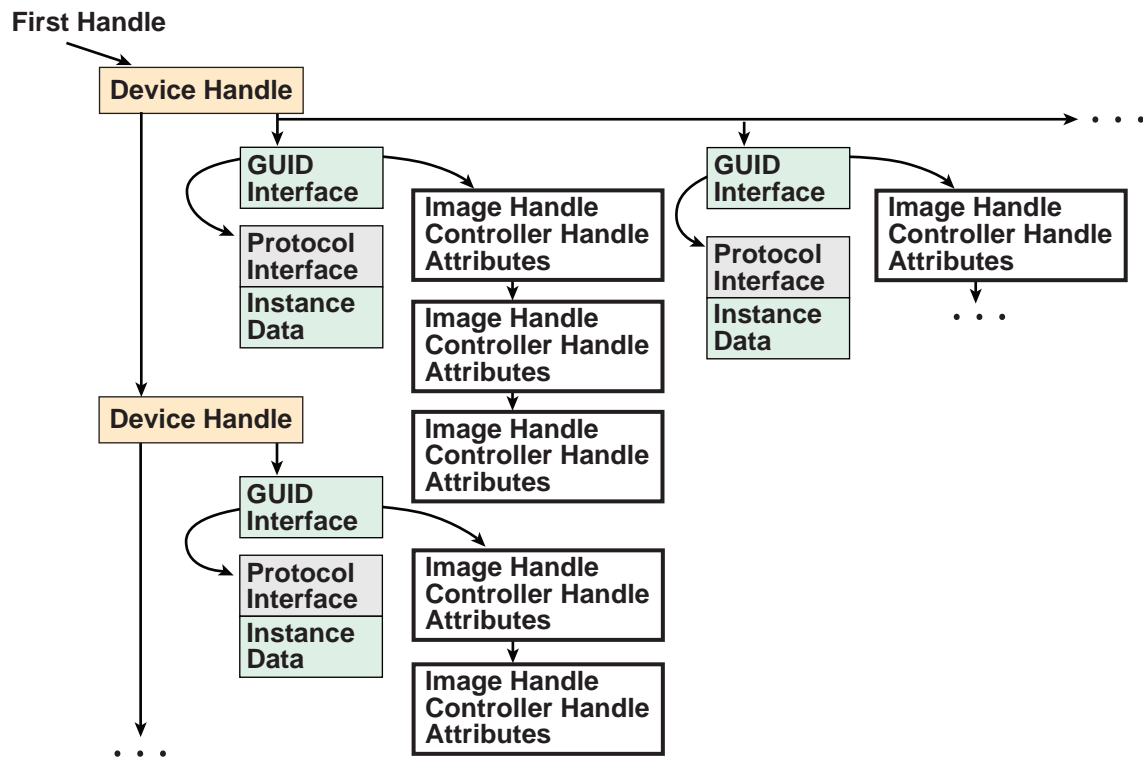 First Handle
Device Handle
. . .
GUID
Interface
Protocol
Interface
Instance
Data
Image Handle
Controller Handle
Attributes
Image Handle
Controller Handle
Attributes
Image Handle
Controller Handle
Attributes
GUID
Interface
Protocol
Interface
Instance
Data
Image Handle
Controller Handle
Attributes
. . .
Device Handle
GUID
Interface
Protocol
Interface
Instance
Data
Image Handle
Controller Handle
Attributes
Image Handle
Controller Handle
Attributes
. . .